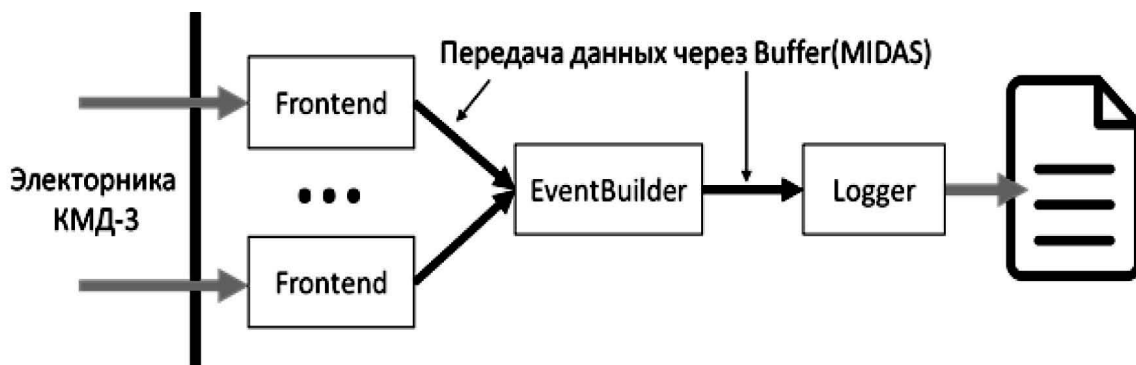 Передача данных через Buffer(MIDAS)
Frontend
Электорника
КМД-3
EventBuilder
Logger
Frontend